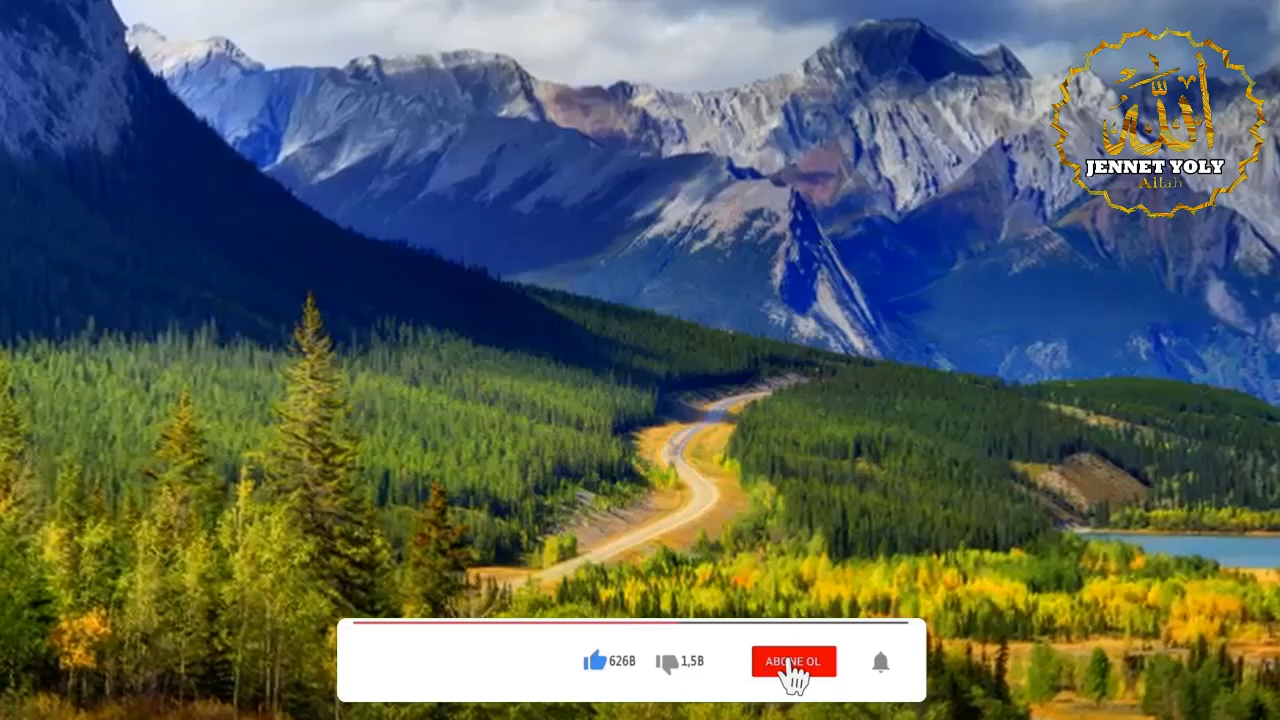 الله
JENNET YOLY
Allah
626B
1,5B
ABONE OL